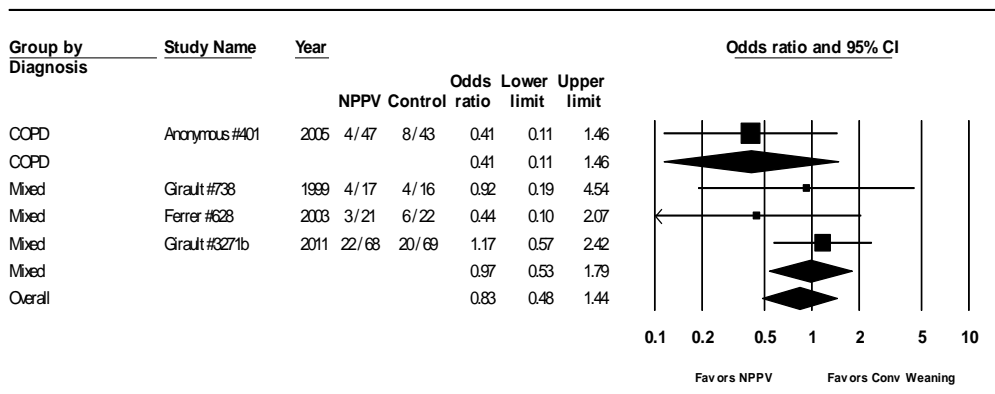 Group by Study Name Year Odds ratio and 95% CI
Diagnosis
Odds Lower Upper
NPPV Control ratio limit limit
COPD Anonymous #401 2005 4 / 47 8 / 43 0.41 0.11 1.46
COPD 0.41 0.11 1.46
Mixed Girault #738 1999 4 / 17 4 / 16 0.92 0.19 4.54
Mixed Ferrer #628 2003 3 / 21 6 / 22 0.44 0.10 2.07
Mixed Girault #3271b 2011 22 / 68 20 / 69 1.17 0.57 2.42
Mixed 0.97 0.53 1.79
Overall 0.83 0.48 1.44
0.1 0.2 0.5 1 2 5 10
Favors NPPV Favors Conv Weaning